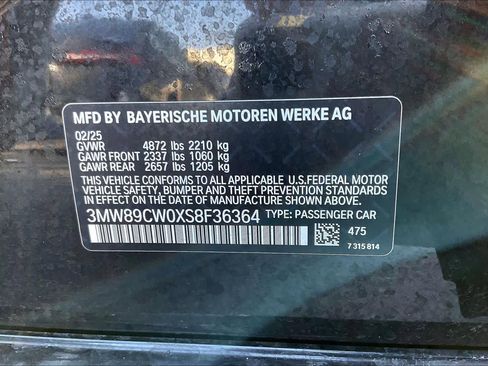 MFD BY BAYERISCHE MOTOREN WERKE AG
02/25
GVWR 4872 lbs 2210 kg
GAWR FRONT 2337 lbs 1060 kg
GAWR REAR 2657 lbs 1205 kg
THIS VEHICLE CONFORMS TO ALL APPLICABLE U.S.FEDERAL MOTOR
VEHICLE SAFETY, BUMPER AND THEFT PREVENTION STANDARDS
IN EFFECT ON THE DATE OF MANUFACTURE SHOWN ABOVE.
3MW89CW0XS8F36364 TYPE: PASSENGER CAR
475
7 315 814